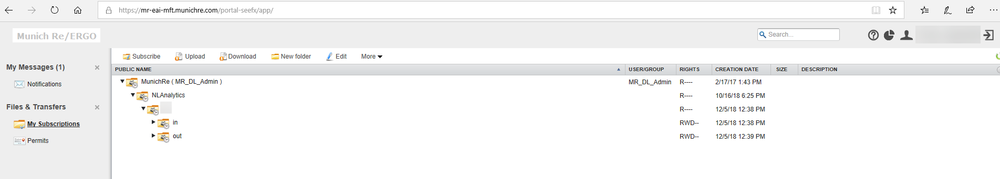 https://mr-eai-mft.munichre.com/portal-seefx/app/
Munich Re/ERGO
Search...
Subscribe Upload Download New folder Edit More
My Messages (1)
Notifications
Files & Transfers
My Subscriptions
Permits
PUBLIC NAME USER/GROUP RIGHTS CREATION DATE SIZE DESCRIPTION
MunichRe ( MR_DL_Admin ) MR_DL_Admin R---- 2/17/17 1:43 PM
NLAnalytics R---- 10/16/18 6:25 PM
R---- 12/5/18 12:38 PM
in RWD-- 12/5/18 12:38 PM
out RWD-- 12/5/18 12:39 PM